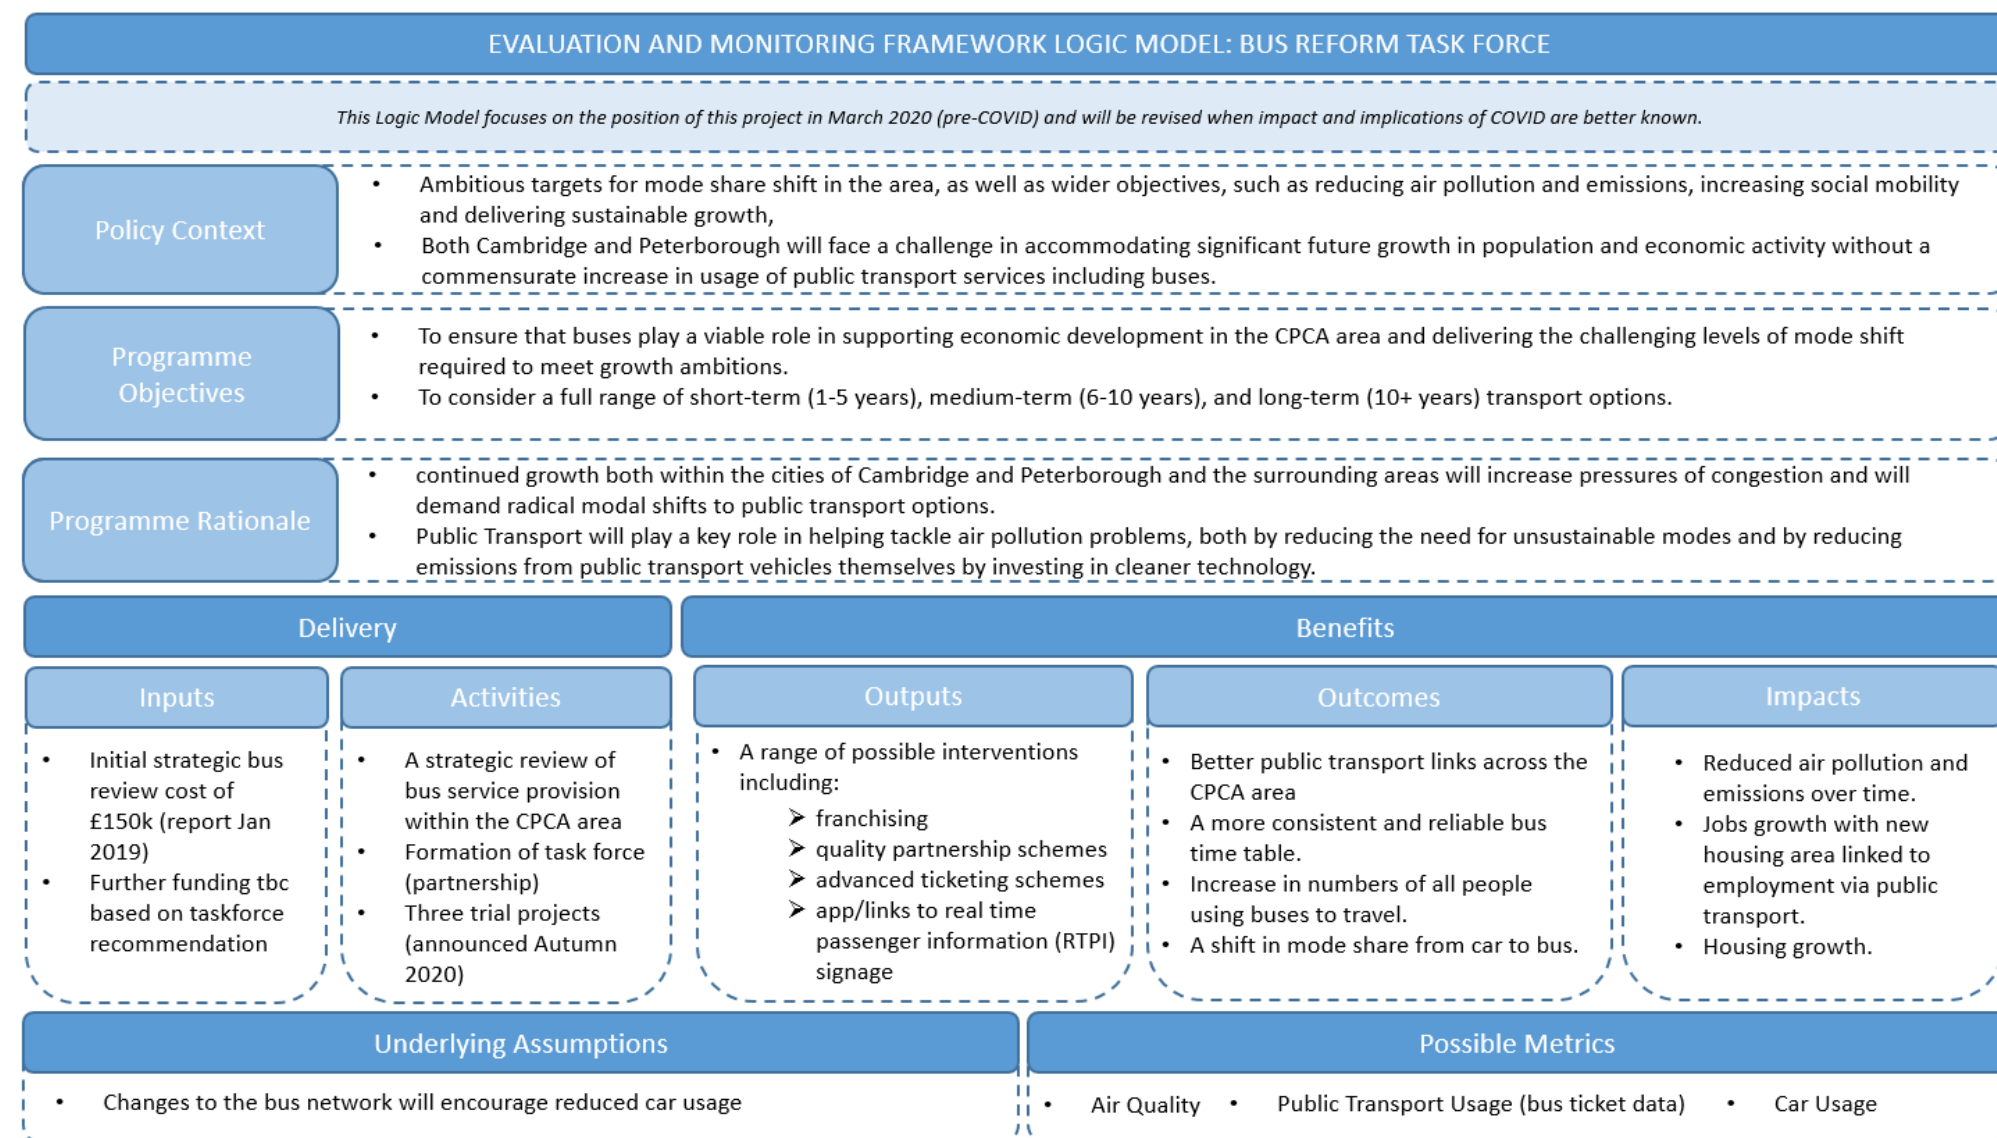 EVALUATION AND MONITORING FRAMEWORK LOGIC MODEL: BUS REFORM TASK FORCE
This Logic Model focuses on the position of this project in March 2020 (pre-COVID) and will be revised when impact and implications of COVID are better known.
Policy Context
• Ambitious targets for mode share shift in the area, as well as wider objectives, such as reducing air pollution and emissions, increasing social mobility
and delivering sustainable growth,
• Both Cambridge and Peterborough will face a challenge in accommodating significant future growth in population and economic activity without a
commensurate increase in usage of public transport services including buses.
Programme
Objectives
• To ensure that buses play a viable role in supporting economic development in the CPCA area and delivering the challenging levels of mode shift
required to meet growth ambitions.
• To consider a full range of short-term (1-5 years), medium-term (6-10 years), and long-term (10+ years) transport options.
Programme Rationale
• continued growth both within the cities of Cambridge and Peterborough and the surrounding areas will increase pressures of congestion and will
demand radical modal shifts to public transport options.
• Public Transport will play a key role in helping tackle air pollution problems, both by reducing the need for unsustainable modes and by reducing
emissions from public transport vehicles themselves by investing in cleaner technology.
Delivery
Benefits
Inputs
• Initial strategic bus
review cost of
£150k (report Jan
2019)
• Further funding tbc
based on taskforce
recommendation
Activities
• A strategic review of
bus service provision
within the CPCA area
• Formation of task force
(partnership)
• Three trial projects
(announced Autumn
2020)
Outputs
• A range of possible interventions
including:
➢ franchising
➢ quality partnership schemes
➢ advanced ticketing schemes
➢ app/links to real time
passenger information (RTPI)
signage
Outcomes
• Better public transport links across the
CPCA area
• A more consistent and reliable bus
time table.
• Increase in numbers of all people
using buses to travel.
• A shift in mode share from car to bus.
Impacts
• Reduced air pollution and
emissions over time.
• Jobs growth with new
housing area linked to
employment via public
transport.
• Housing growth.
Underlying Assumptions
• Changes to the bus network will encourage reduced car usage
Possible Metrics
• Air Quality • Public Transport Usage (bus ticket data) • Car Usage